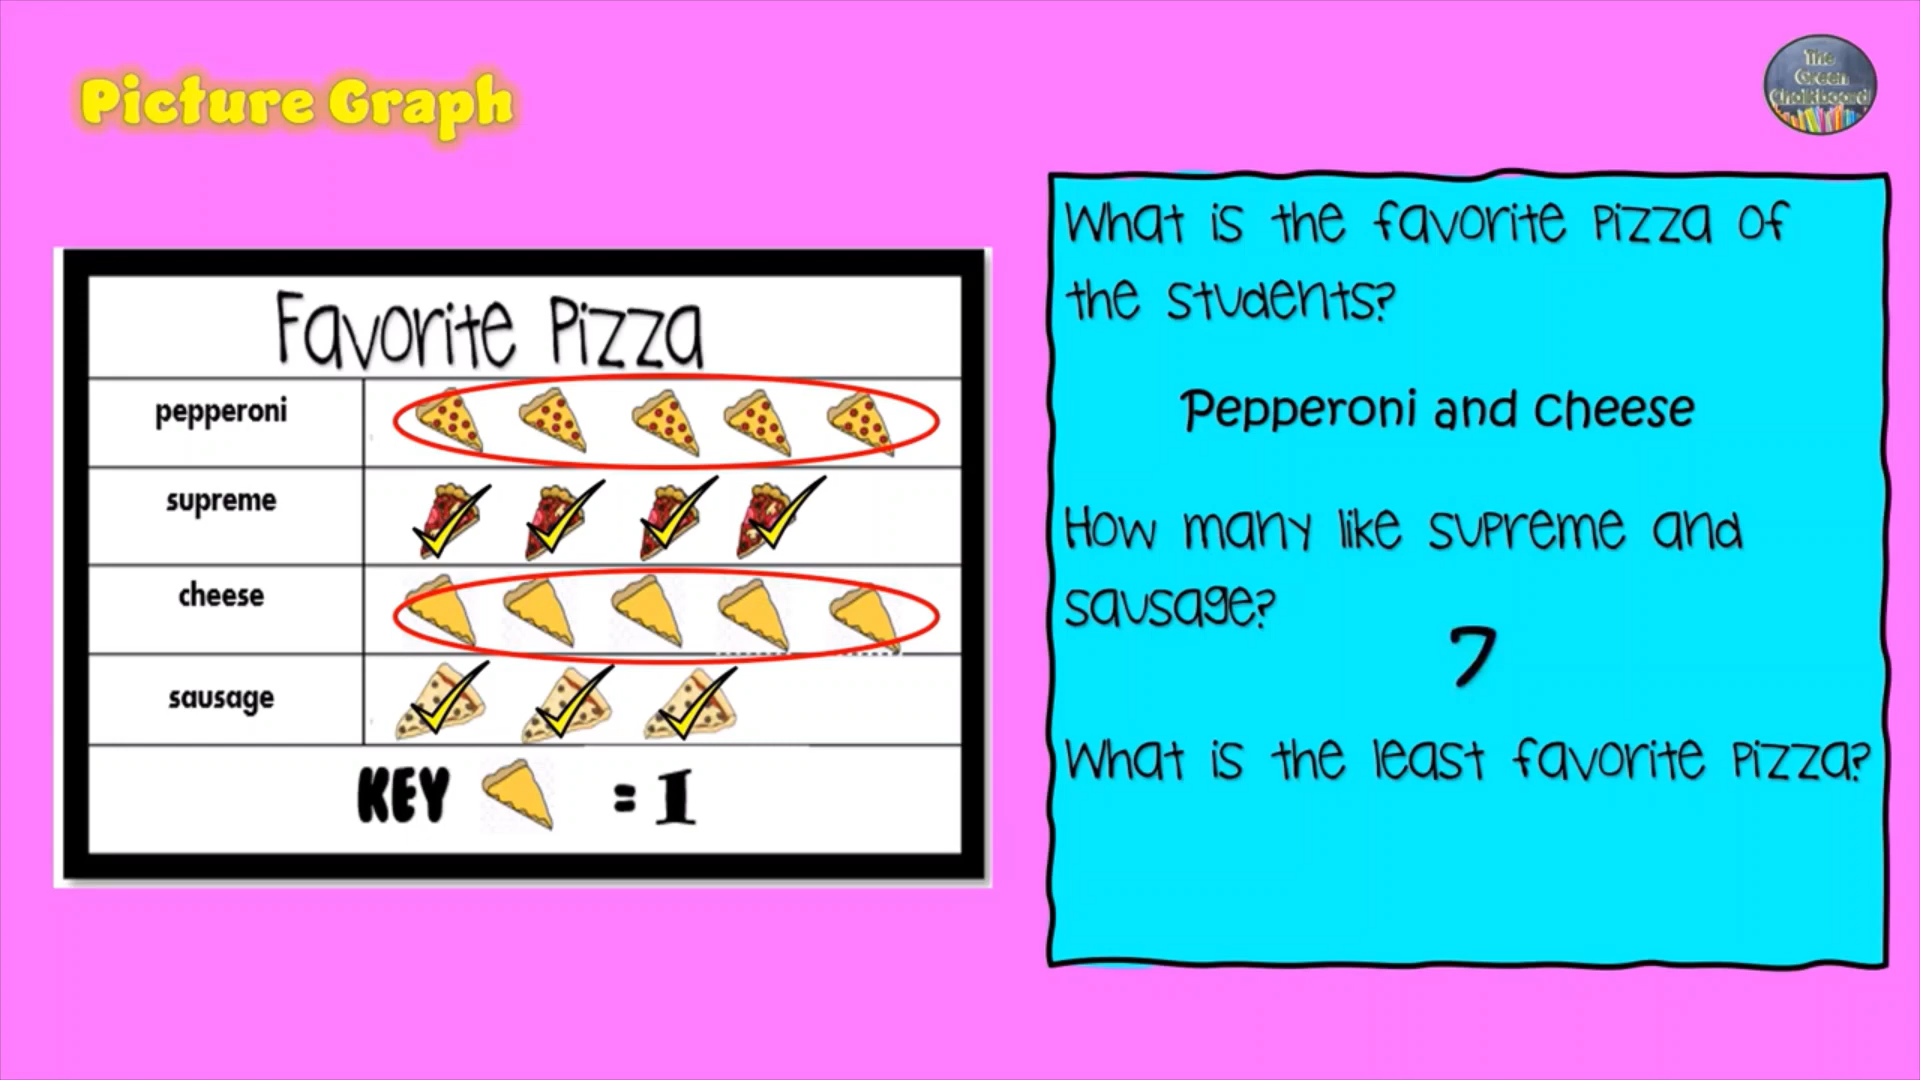 Picture Graph
The
Green
Chalkboard
Favorite Pizza
pepperoni
supreme
cheese
sausage
KEY = 1
What is the favorite pizza of
the students?
Pepperoni and cheese
How many like supreme and
sausage?
7
What is the least favorite pizza?